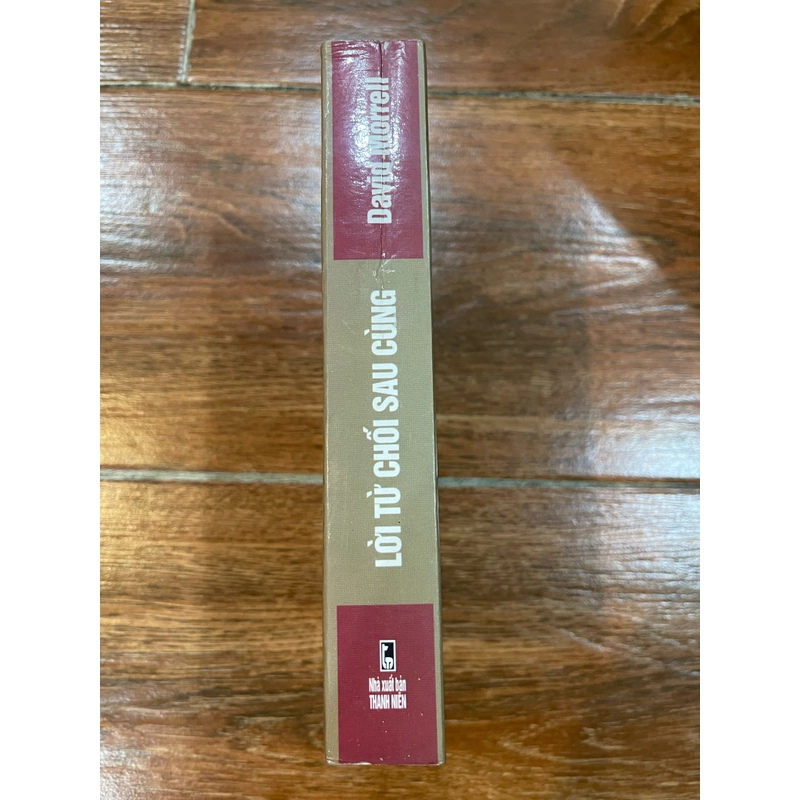 David Morrell
LỜI TỪ CHỐI SAU CÙNG
Nhà xuất bản
THANH NIÊN